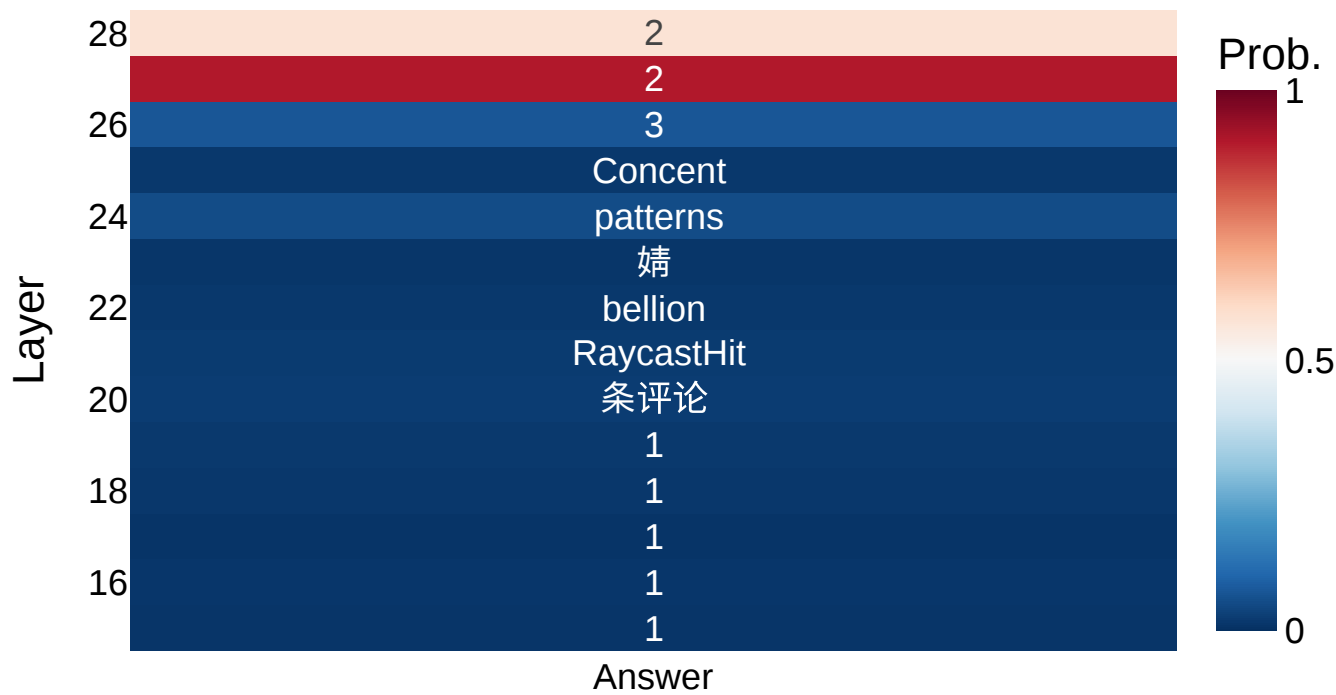 28
2
2
26
3
Concent
24
patterns
婧
22
bellion
RaycastHit
20
条评论
1
18
1
1
16
1
1
Layer
Answer
Prob.
1
0.5
0